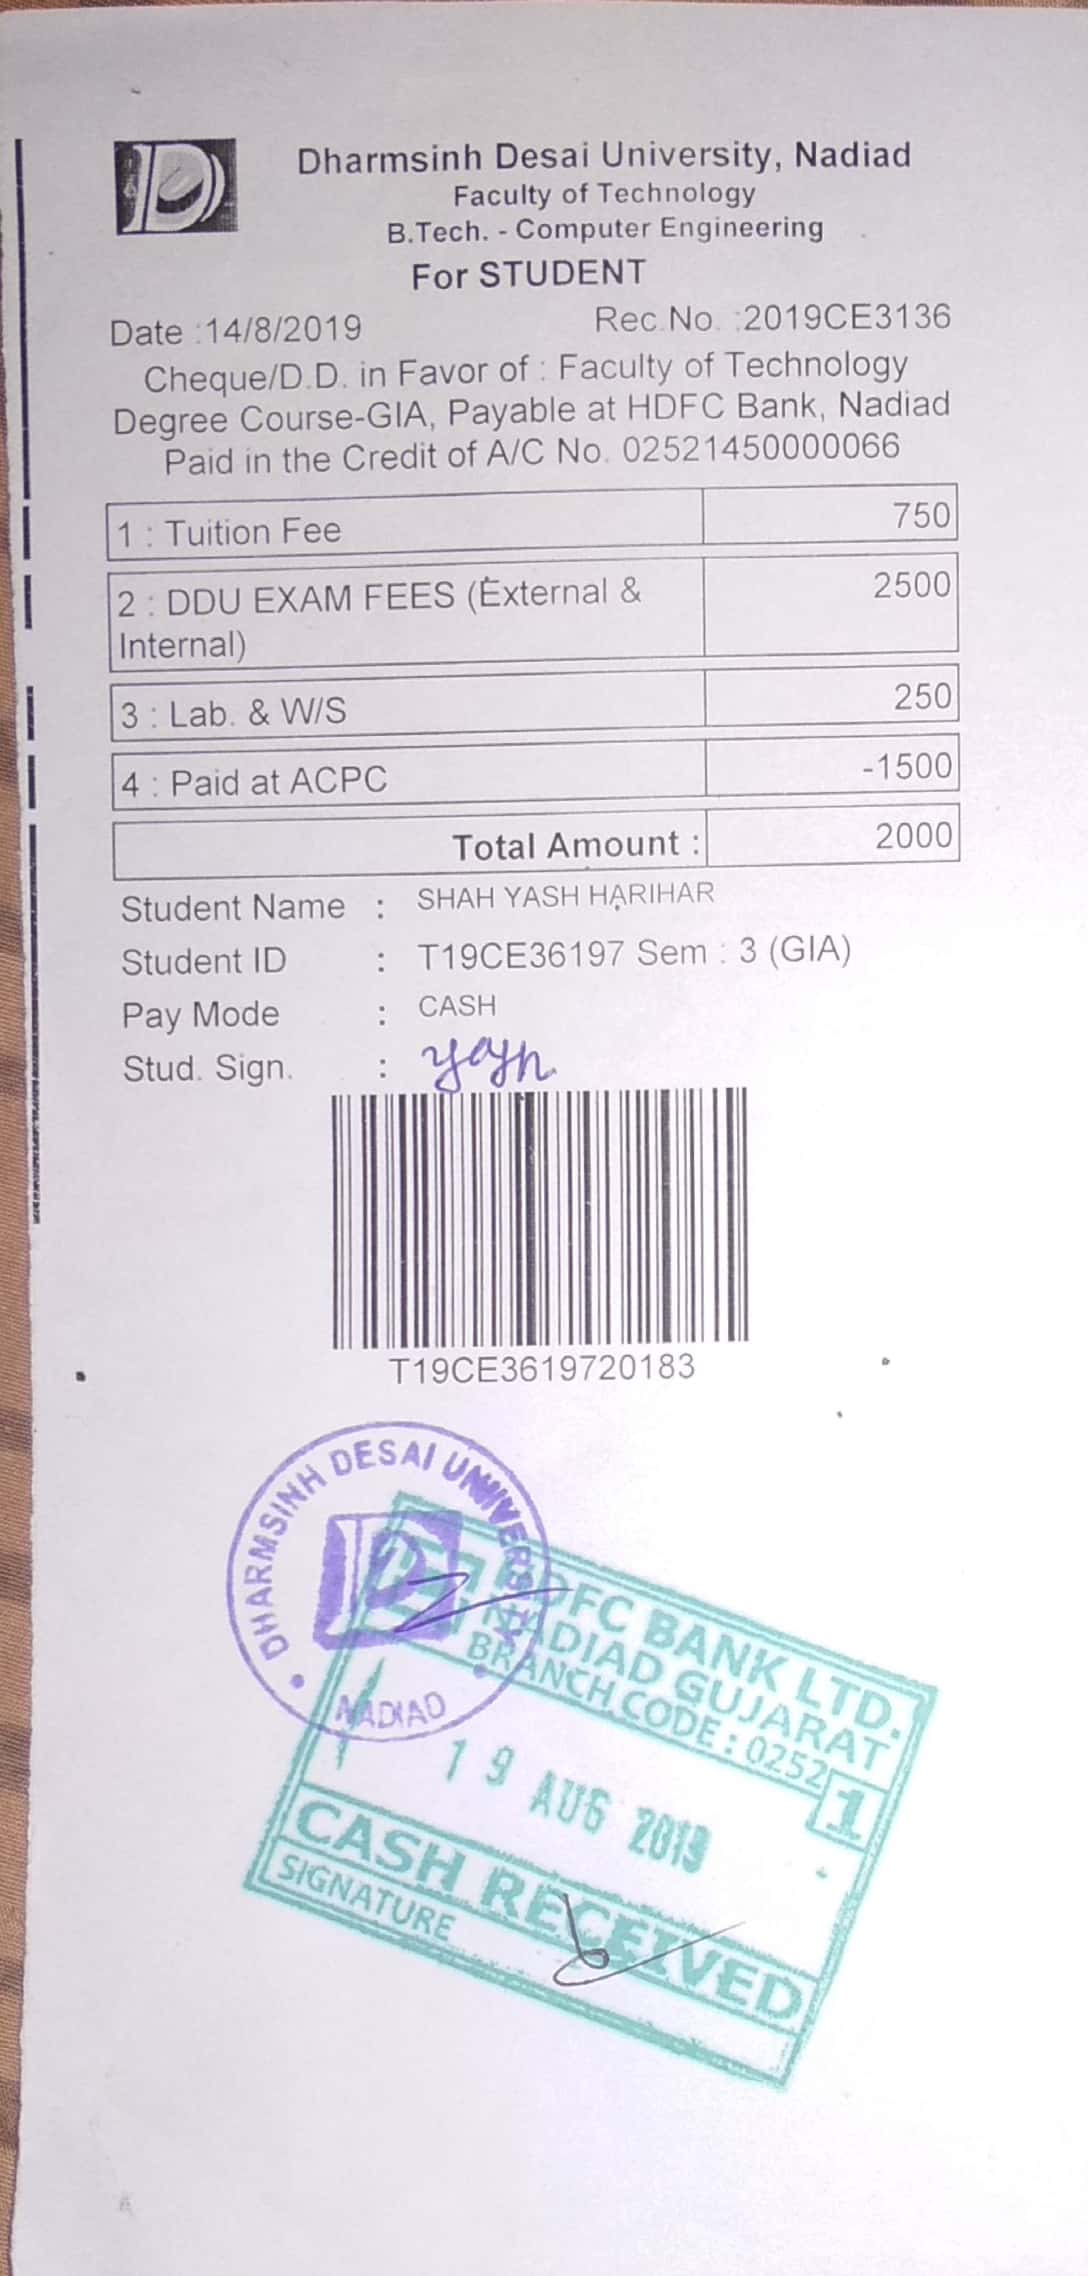 Dharmsinh Desai University, Nadiad
Faculty of Technology
B.Tech. - Computer Engineering
For STUDENT
Date :14/8/2019 Rec.No. :2019CE3136
Cheque/D.D. in Favor of : Faculty of Technology
Degree Course-GIA, Payable at HDFC Bank, Nadiad
Paid in the Credit of A/C No. 02521450000066
1 : Tuition Fee 750
2 : DDU EXAM FEES (External & 2500
Internal)
3 : Lab. & W/S 250
4 : Paid at ACPC -1500
Total Amount : 2000
Student Name : SHAH YASH HARIHAR
Student ID : T19CE36197 Sem : 3 (GIA)
Pay Mode : CASH
Stud. Sign. : yash
T19CE3619720183
DHARMSINH DESAI UNIVERSITY
NADIAD
HDFC BANK LTD.
NADIAD GUJARAT
BRANCH CODE : 0252
1
19 AUG 2019
CASH RECEIVED
SIGNATURE